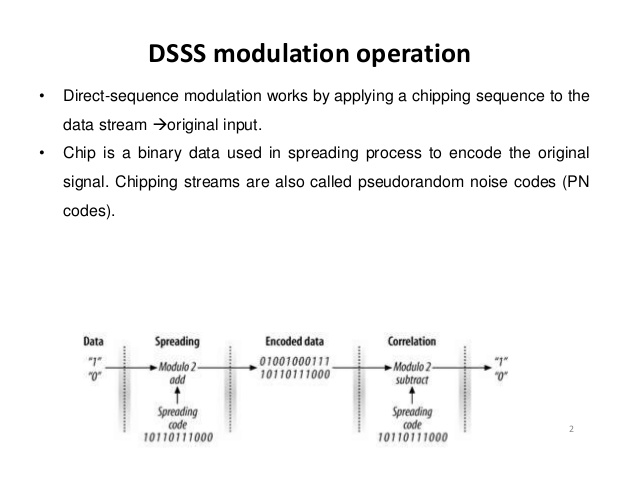 DSSS modulation operation
• Direct-sequence modulation works by applying a chipping sequence to the
data stream →original input.
• Chip is a binary data used in spreading process to encode the original
signal. Chipping streams are also called pseudorandom noise codes (PN
codes).
Data Spreading Encoded data Correlation
"1" Modulo 2 01001000111 Modulo 2 "1"
"0" add 10110111000 subtract "0"
Spreading Spreading
code code
10110111000 10110111000
2